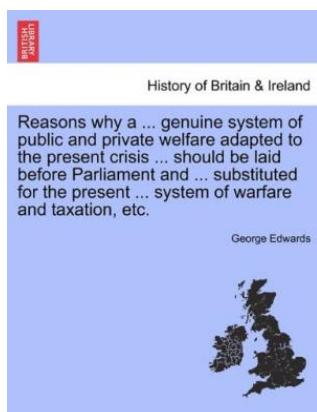 BRITISH
LIBRARY
History of Britain & Ireland
Reasons why a ... genuine system of
public and private welfare adapted to
the present crisis ... should be laid
before Parliament and ... substituted
for the present ... system of warfare
and taxation, etc.
George Edwards